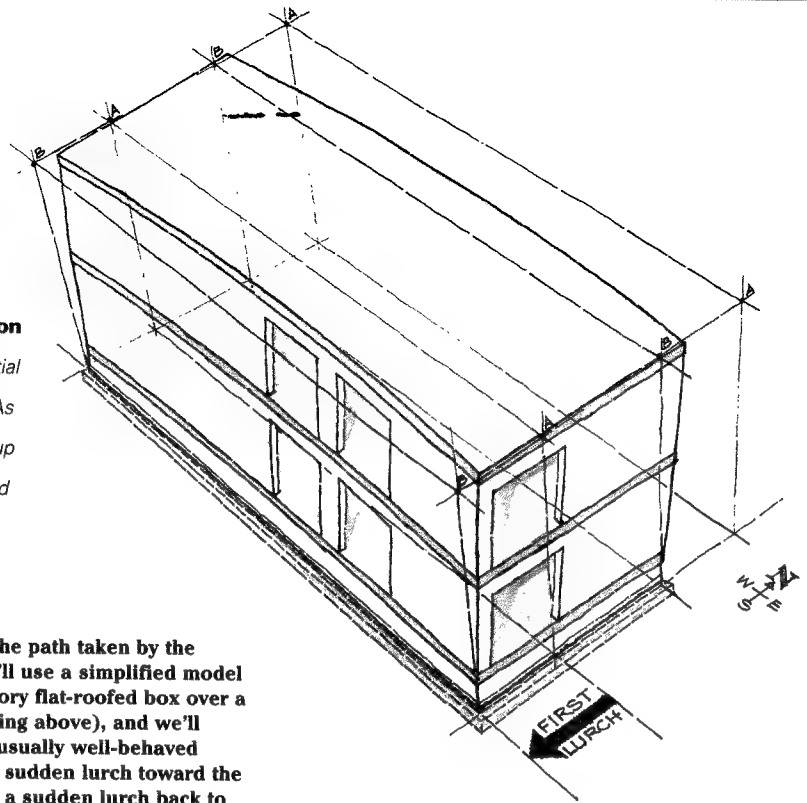 A
B
A
B
A
B
A
B
on
tial
As
up
d
W N
S E
FIRST
LURCH
he path taken by the
'll use a simplified model
ory flat-roofed box over a
ing above), and we'll
usually well-behaved
sudden lurch toward the
a sudden lurch back to